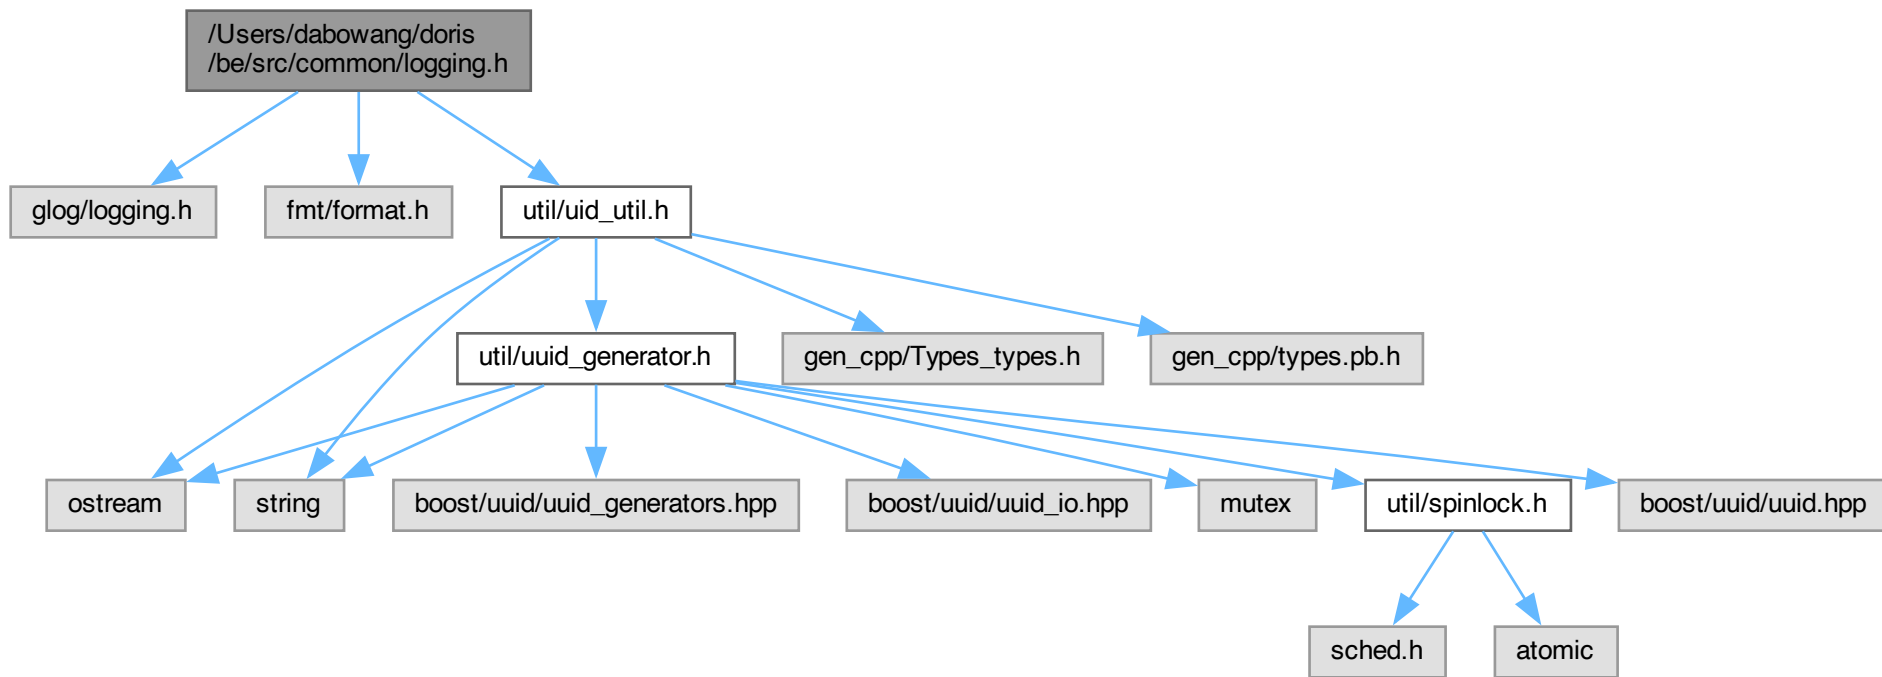 /Users/dabowang/doris
/be/src/common/logging.h
glog/logging.h
fmt/format.h
util/uid_util.h
util/uuid_generator.h
gen_cpp/Types_types.h
gen_cpp/types.pb.h
ostream
string
boost/uuid/uuid_generators.hpp
boost/uuid/uuid_io.hpp
mutex
util/spinlock.h
boost/uuid/uuid.hpp
sched.h
atomic